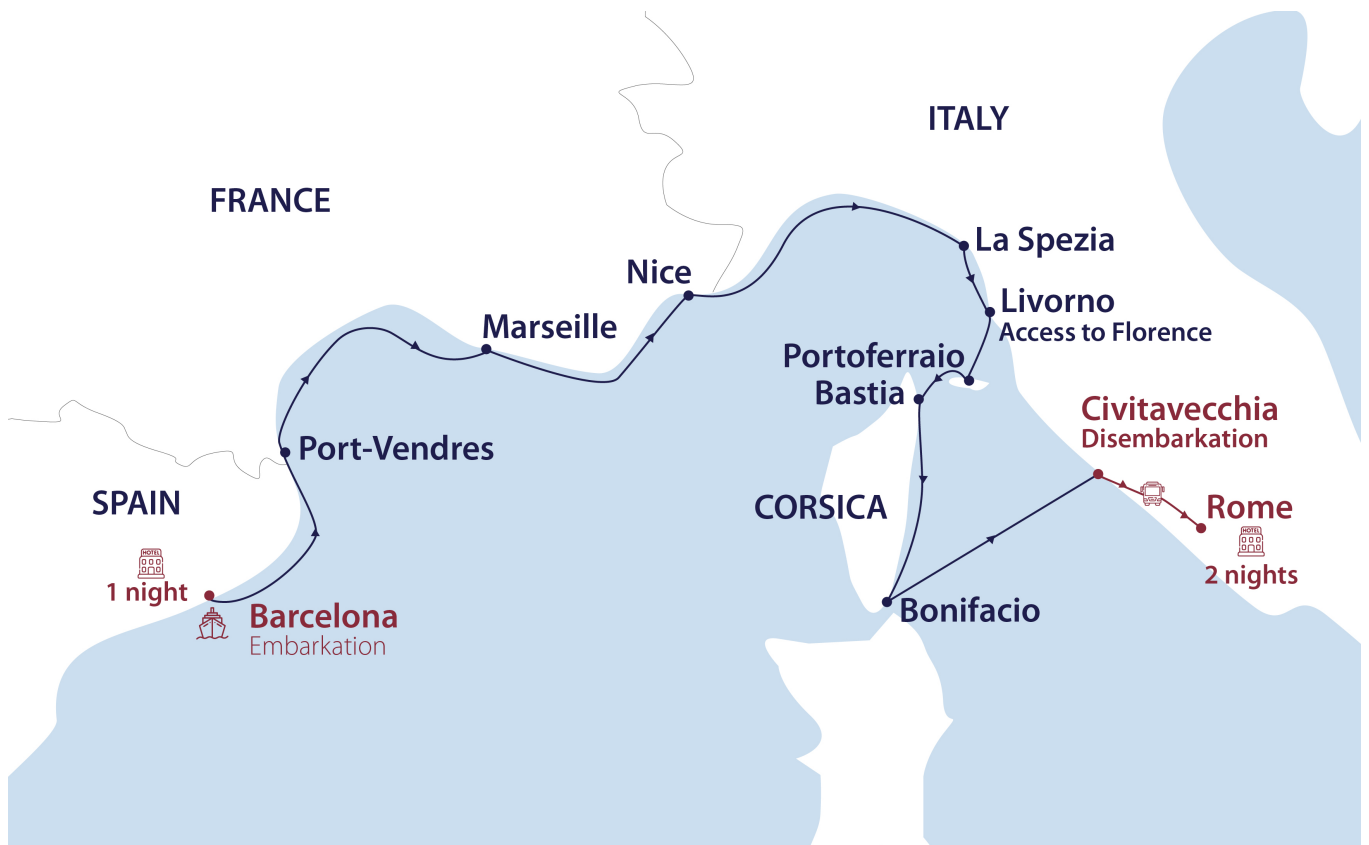 ITALY
FRANCE
La Spezia
Nice
Livorno
Access to Florence
Marseille
Portoferraio
Bastia
Civitavecchia
Disembarkation
Port-Vendres
SPAIN
CORSICA
Rome
HOTEL
2 nights
HOTEL
1 night
Barcelona
Embarkation
Bonifacio